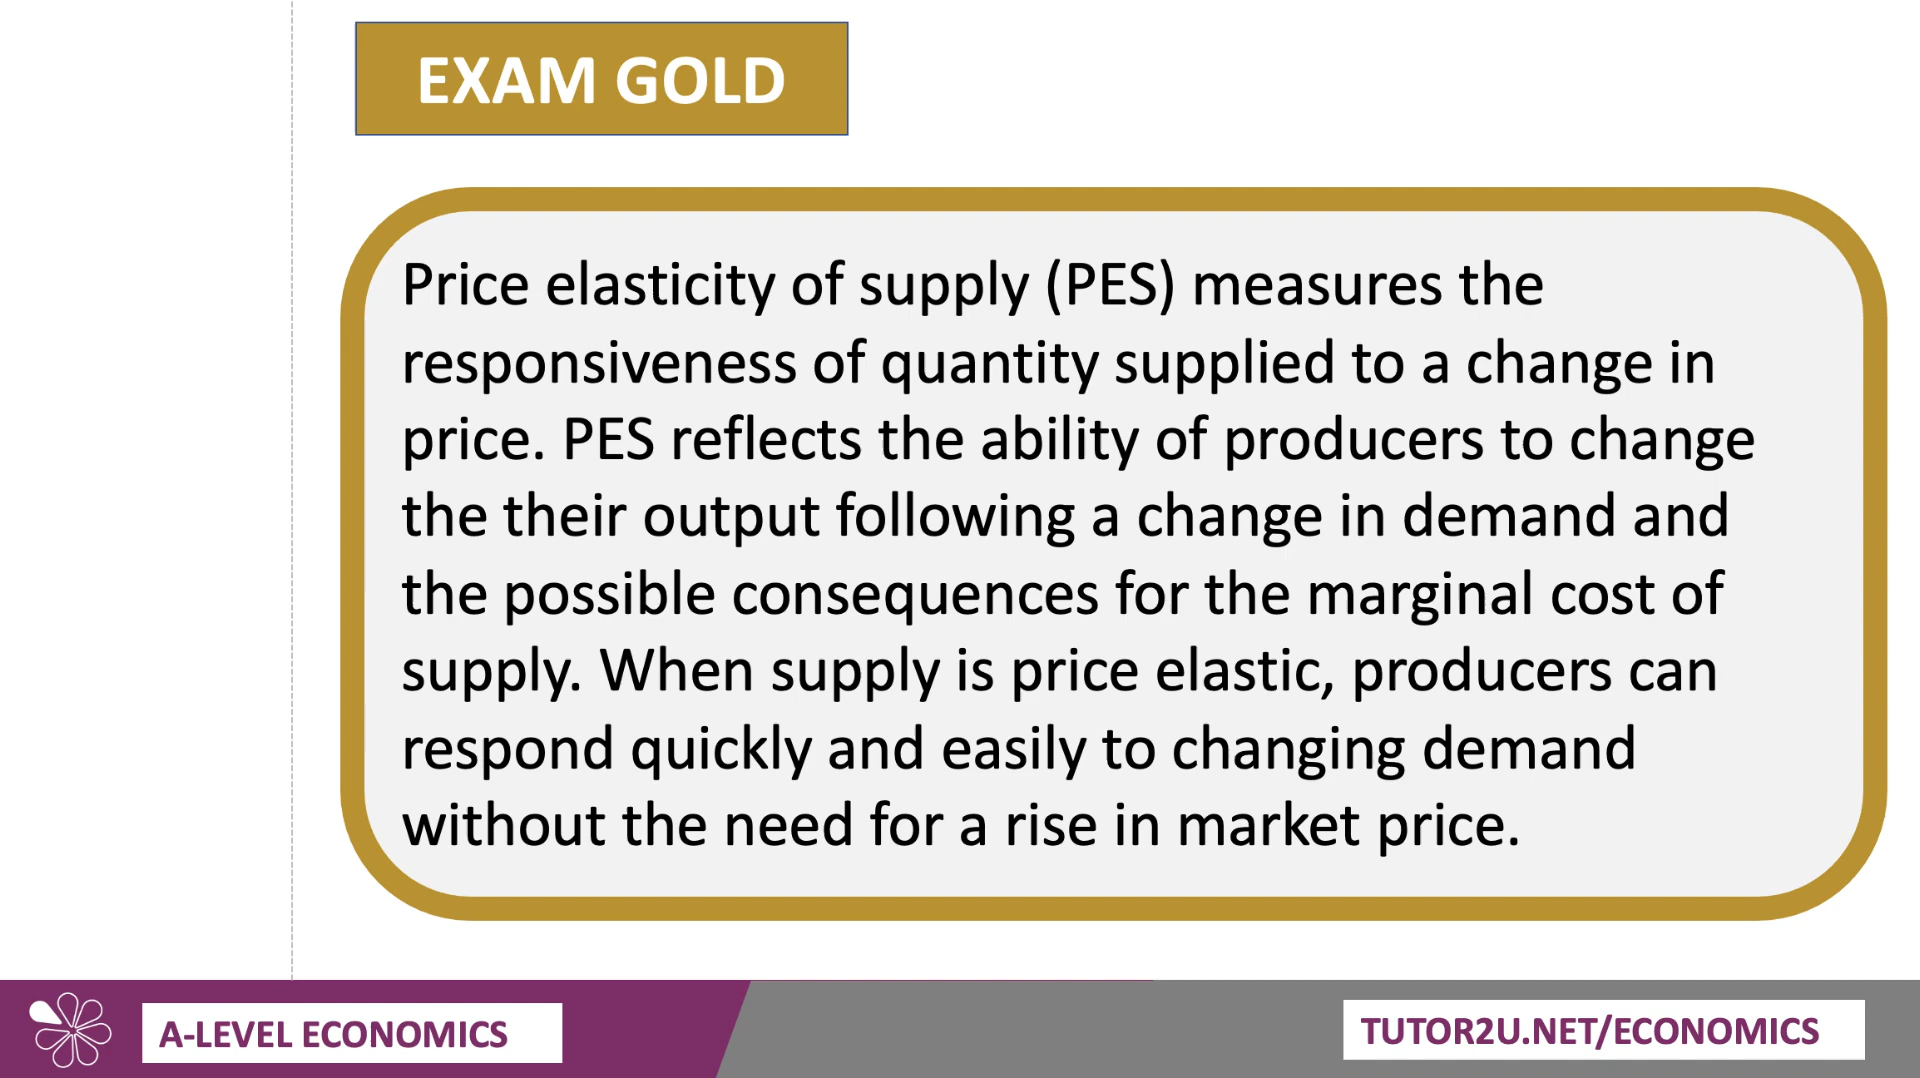 EXAM GOLD
Price elasticity of supply (PES) measures the
responsiveness of quantity supplied to a change in
price. PES reflects the ability of producers to change
the their output following a change in demand and
the possible consequences for the marginal cost of
supply. When supply is price elastic, producers can
respond quickly and easily to changing demand
without the need for a rise in market price.
A-LEVEL ECONOMICS
TUTOR2U.NET/ECONOMICS